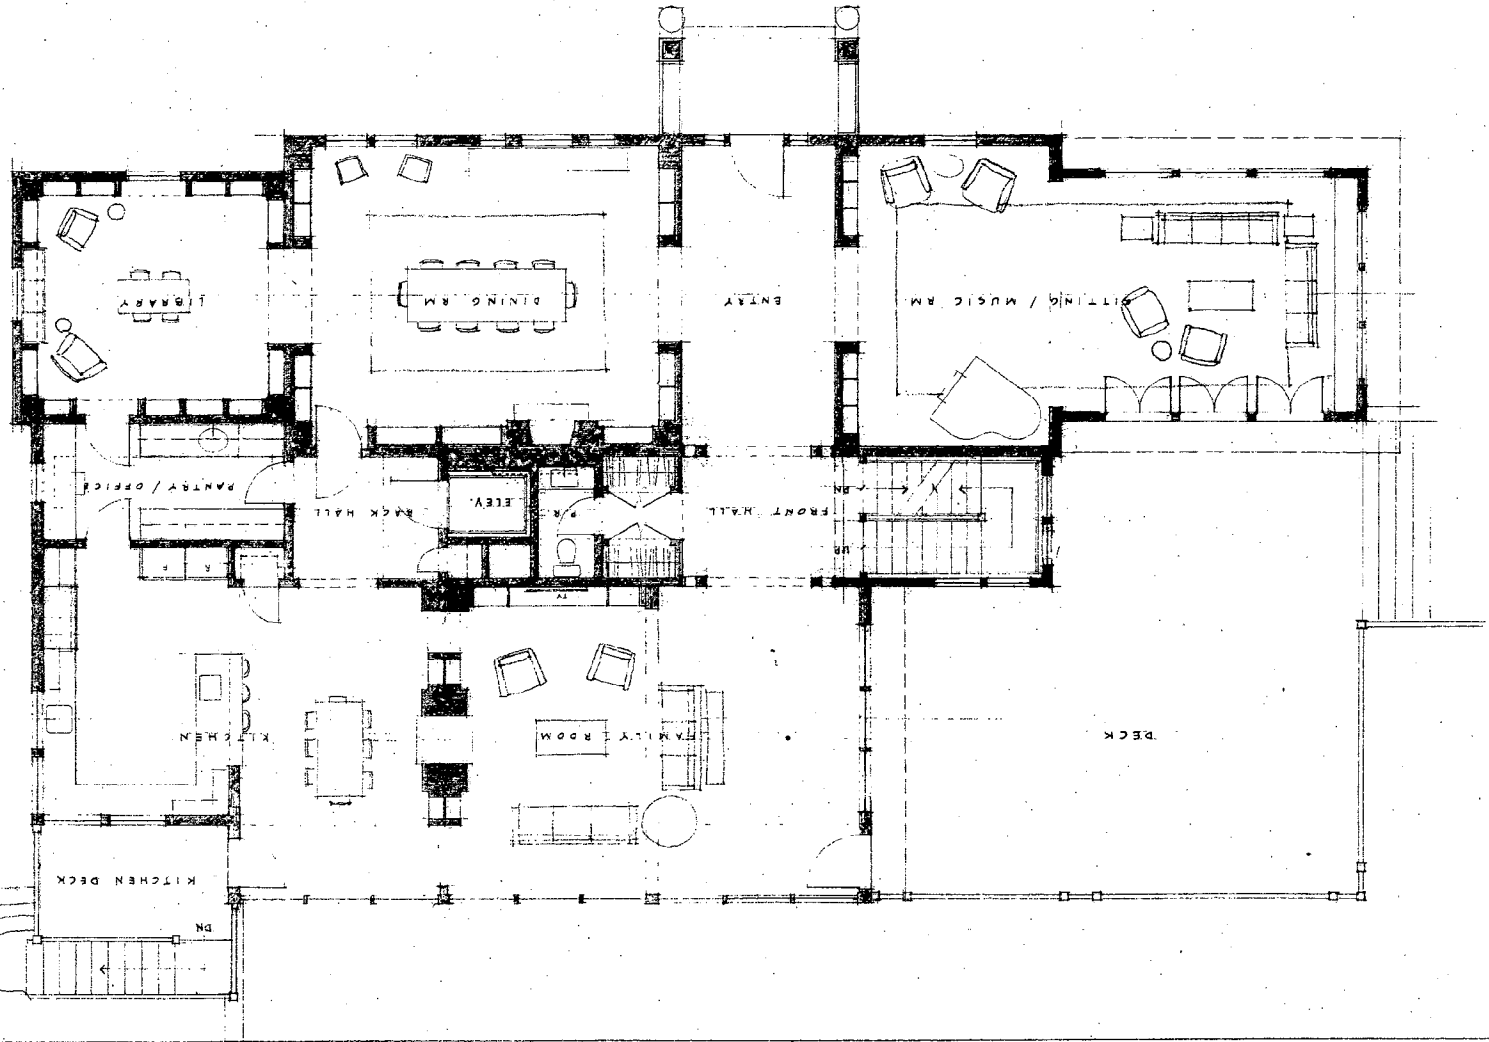 LIBRARY
DINING RM
ENTRY
SITTING / MUSIC RM
PANTRY / OFFICE
BACK HALL
ELEV.
P.R.
FRONT HALL
DN
UP
F
R
TV
KITCHEN
FAMILY ROOM
DECK
KITCHEN DECK
DN